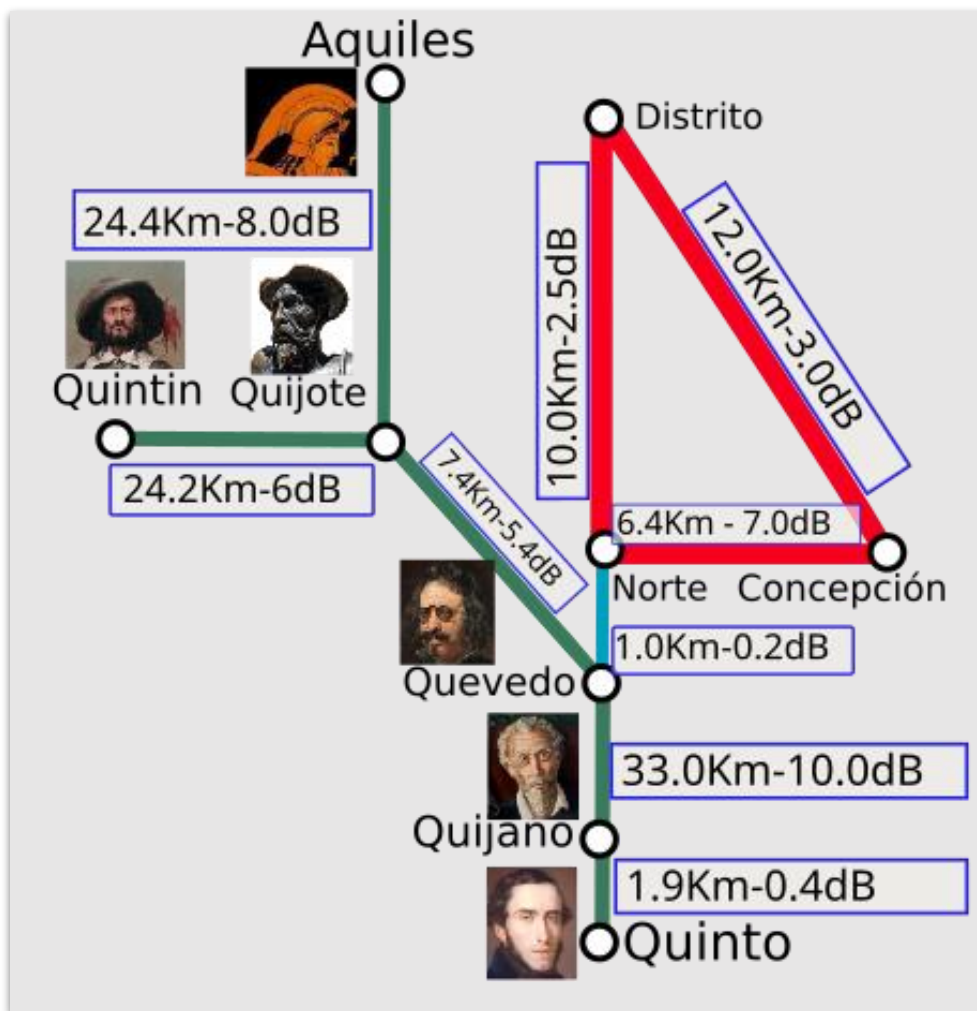 Aquiles
Distrito
24.4Km-8.0dB
10.0Km-2.5dB
12.0Km-3.0dB
Quintin
Quijote
24.2Km-6dB
7.4Km-5.4dB
6.4Km - 7.0dB
Norte
Concepción
1.0Km-0.2dB
Quevedo
33.0Km-10.0dB
Quijano
1.9Km-0.4dB
Quinto